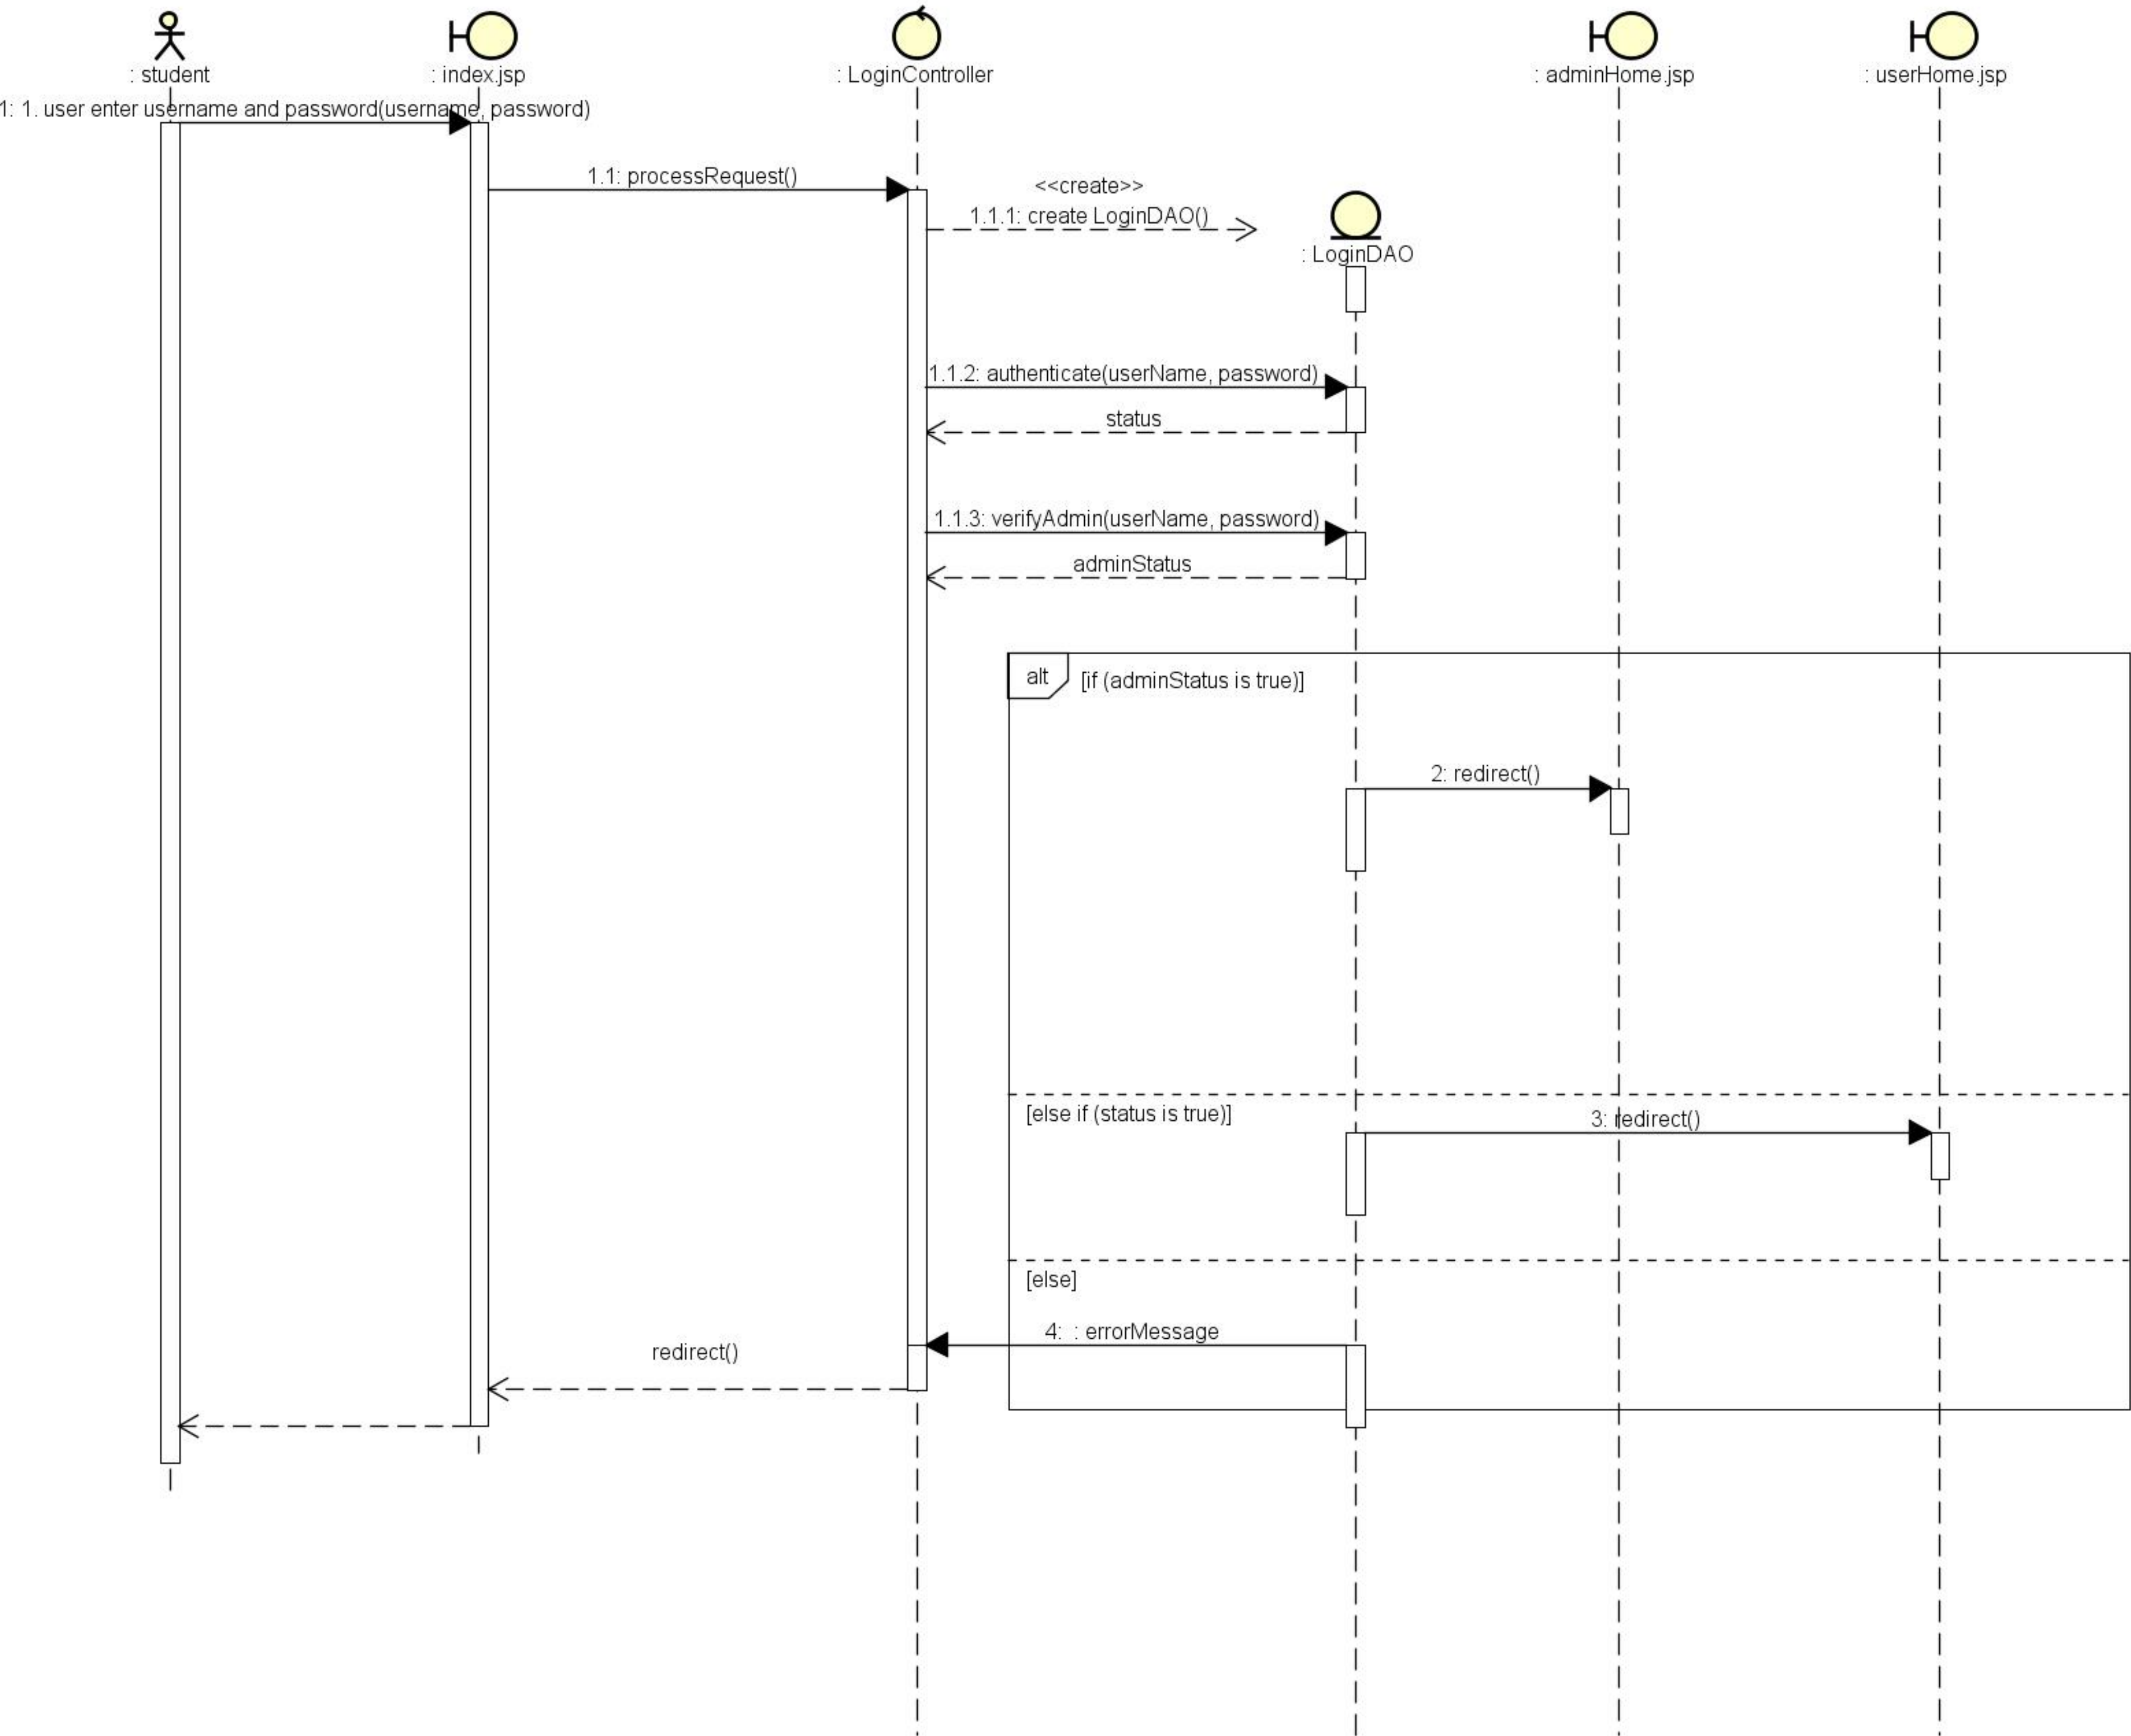 : student
: index.jsp
: LoginController
: adminHome.jsp
: userHome.jsp
1: 1. user enter username and password(username, password)
1.1: processRequest()
<<create>>
1.1.1: create LoginDAO()
: LoginDAO
1.1.2: authenticate(userName, password)
status
1.1.3: verifyAdmin(userName, password)
adminStatus
alt
[if (adminStatus is true)]
2: redirect()
[else if (status is true)]
3: redirect()
[else]
4: : errorMessage
redirect()